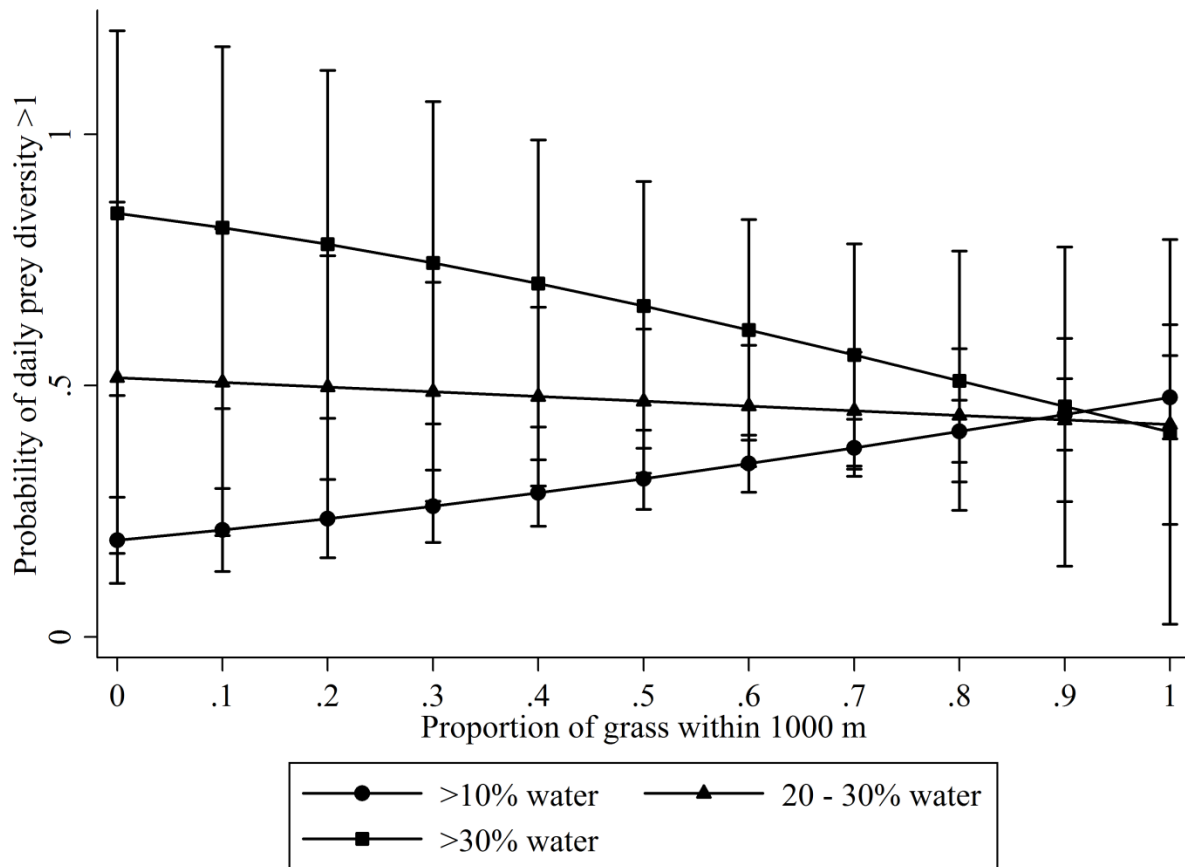 Probability of daily prey diversity >1
1
.5
0
0 .1 .2 .3 .4 .5 .6 .7 .8 .9 1
Proportion of grass within 1000 m
>10% water 20 - 30% water
>30% water